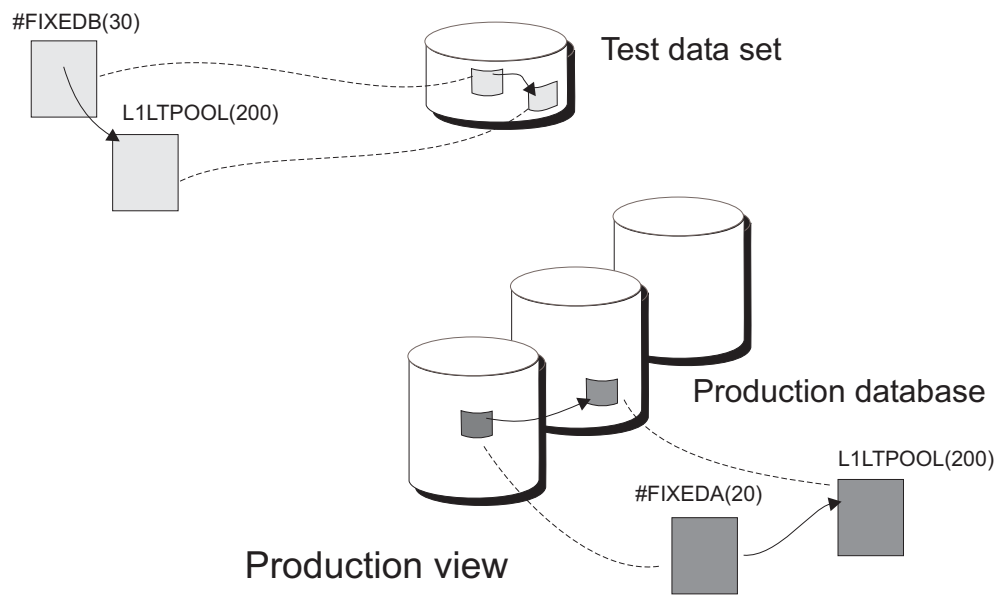 #FIXEDB(30)
Test data set
L1LTPOOL(200)
Production database
L1LTPOOL(200)
#FIXEDA(20)
Production view